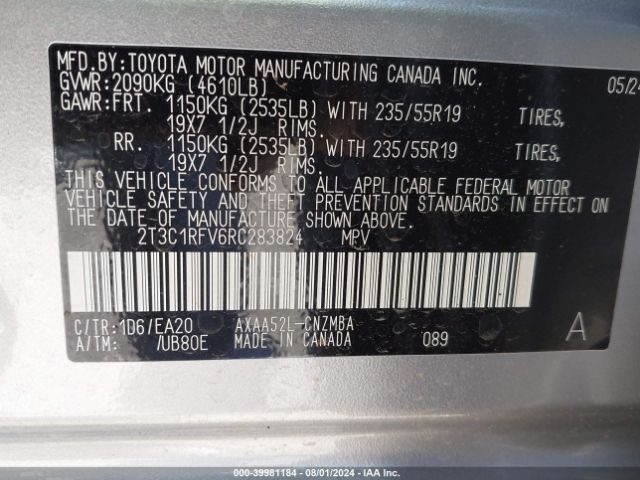 MFD.BY:TOYOTA MOTOR MANUFACTURING CANADA INC. 05/24
GVWR:2090KG (4610LB)
GAWR:FRT. 1150KG (2535LB) WITH 235/55R19 TIRES,
19X7 1/2J RIMS.
RR. 1150KG (2535LB) WITH 235/55R19 TIRES,
19X7 1/2J RIMS.
THIS VEHICLE CONFORMS TO ALL APPLICABLE FEDERAL MOTOR
VEHICLE SAFETY AND THEFT PREVENTION STANDARDS IN EFFECT ON
THE DATE OF MANUFACTURE SHOWN ABOVE.
2T3C1RFV6RC283824 MPV
C/TR:1D6/EA20 AXAA52L-CNZMBA A
A/TM: /UB80E MADE IN CANADA 089
000-39981184 - 08/01/2024 - IAA Inc.